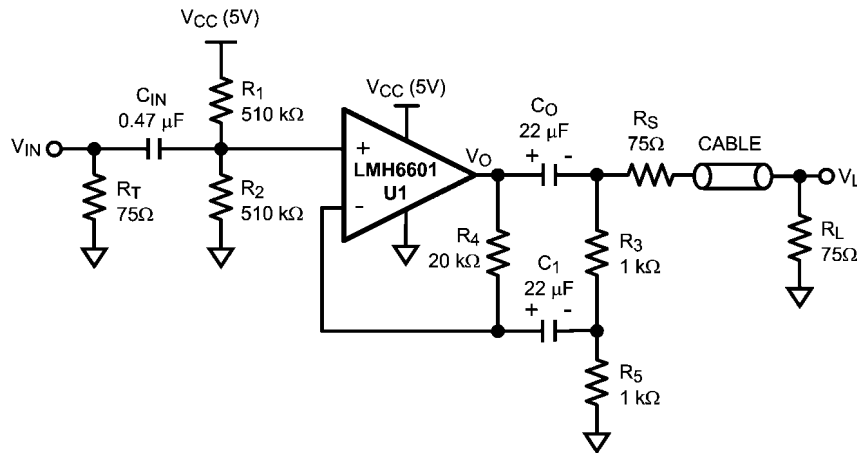 VCC (5V)
R1
510 kΩ
CIN
0.47 μF
VCC (5V)
VIN
RT
75Ω
R2
510 kΩ
+
-
LMH6601
U1
VO
CO
22 μF
+ -
RS
75Ω
CABLE
VL
RL
75Ω
R4
20 kΩ
C1
22 μF
+ -
R3
1 kΩ
R5
1 kΩ